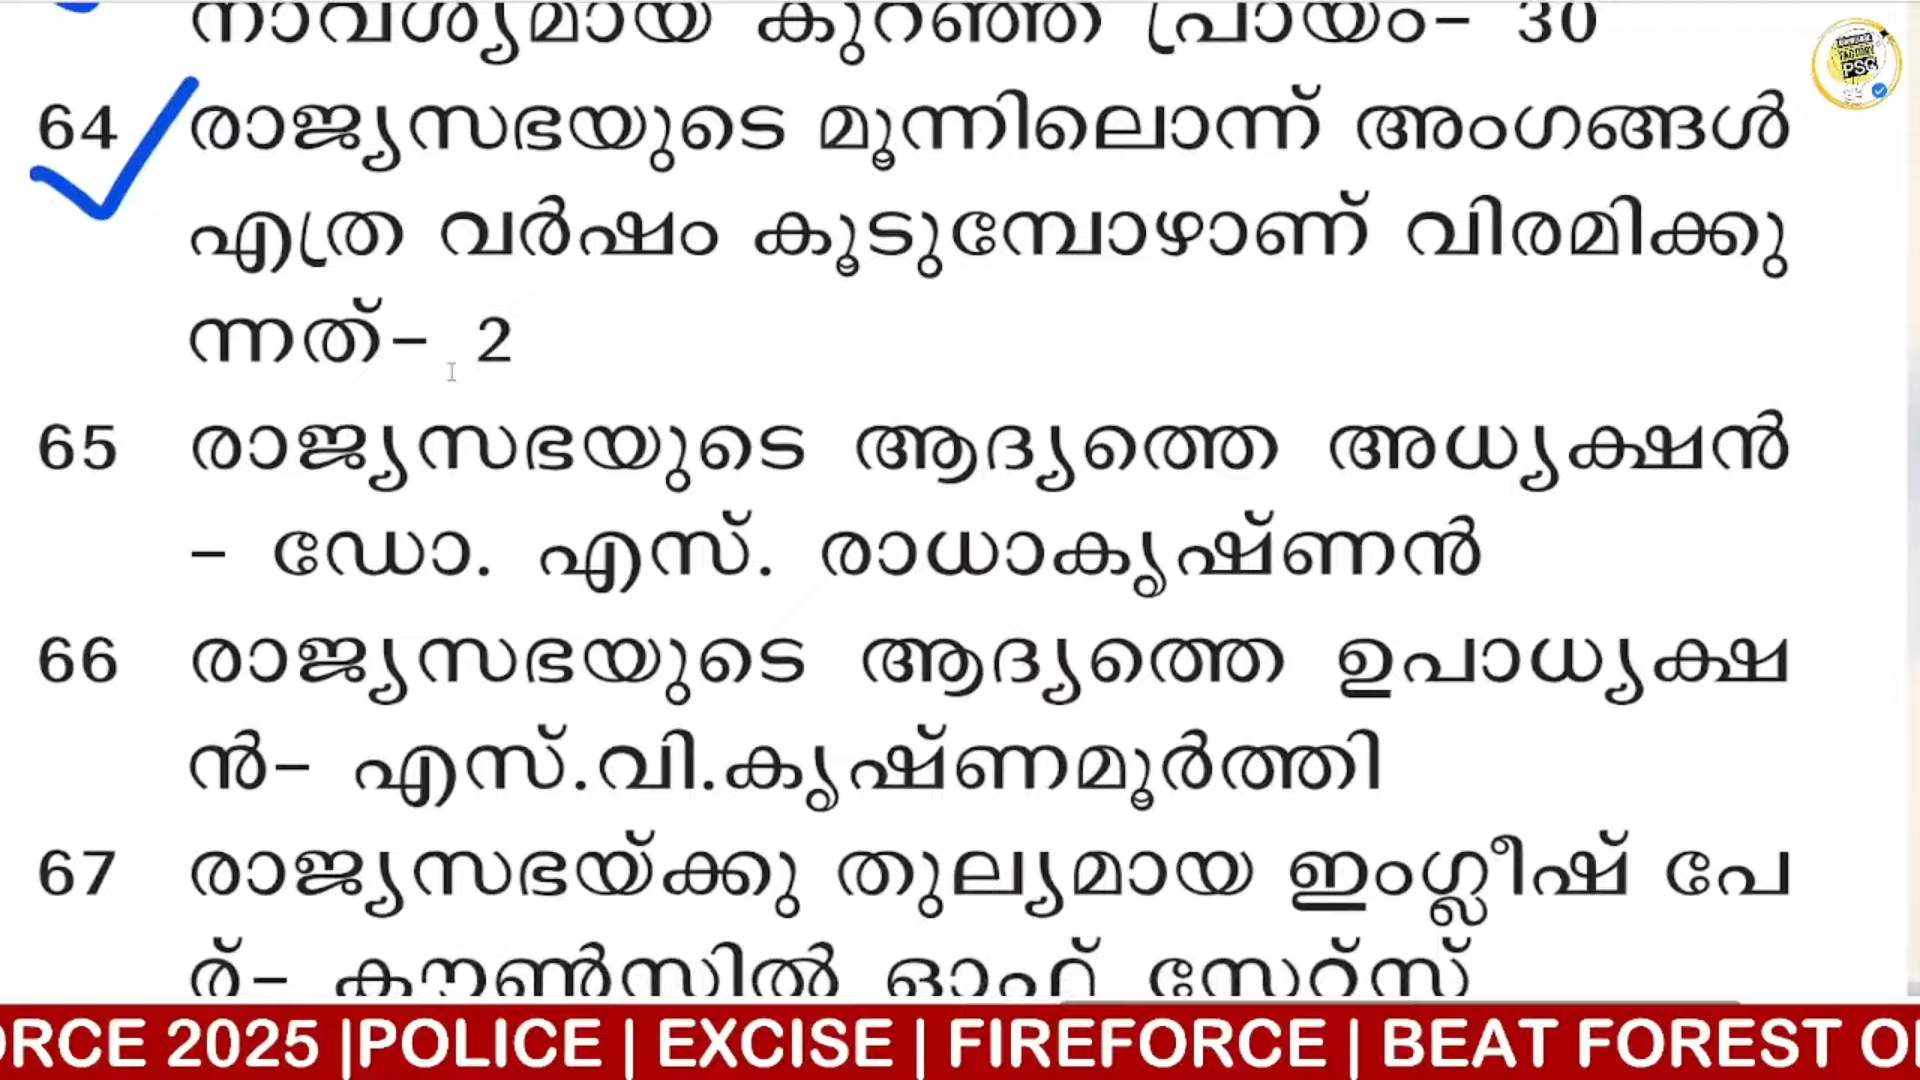 നാവശ്യമായ കുറഞ്ഞ പ്രായം- 30
64 രാജ്യസഭയുടെ മൂന്നിലൊന്ന് അംഗങ്ങൾ
എത്ര വർഷം കൂടുമ്പോഴാണ് വിരമിക്കു
ന്നത്- 2
65 രാജ്യസഭയുടെ ആദ്യത്തെ അധ്യക്ഷൻ
- ഡോ. എസ്. രാധാകൃഷ്ണൻ
66 രാജ്യസഭയുടെ ആദ്യത്തെ ഉപാധ്യക്ഷ
ൻ- എസ്.വി.കൃഷ്ണമൂർത്തി
67 രാജ്യസഭയ്ക്കു തുല്യമായ ഇംഗ്ലീഷ് പേ
ര്- കൗൺസിൽ ഓഫ് സ്റ്റേറ്സ്
ORCE 2025 |POLICE | EXCISE | FIREFORCE | BEAT FOREST O
PSC